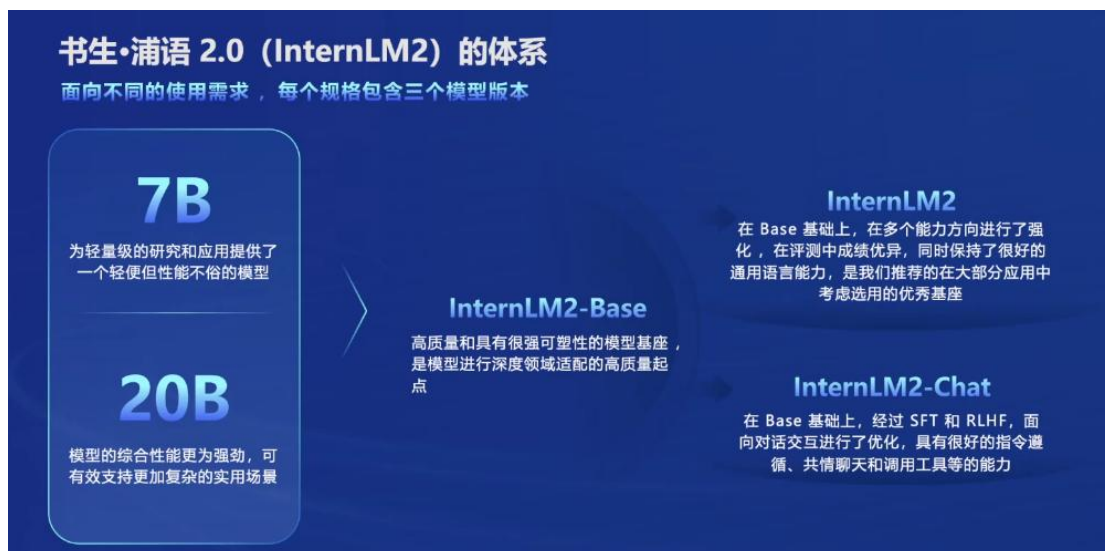 书生·浦语 2.0（InternLM2）的体系
面向不同的使用需求，每个规格包含三个模型版本
7B
为轻量级的研究和应用提供了
一个轻便但性能不俗的模型
20B
模型的综合性能更为强劲，可
有效支持更加复杂的实用场景
InternLM2-Base
高质量和具有很强可塑性的模型基座，
是模型进行深度领域适配的高质量起
点
InternLM2
在 Base 基础上，在多个能力方向进行了强
化，在评测中成绩优异，同时保持了很好的
通用语言能力，是我们推荐的在大部分应用中
考虑选用的优秀基座
InternLM2-Chat
在 Base 基础上，经过 SFT 和 RLHF，面
向对话交互进行了优化，具有很好的指令遵
循、共情聊天和调用工具等的能力